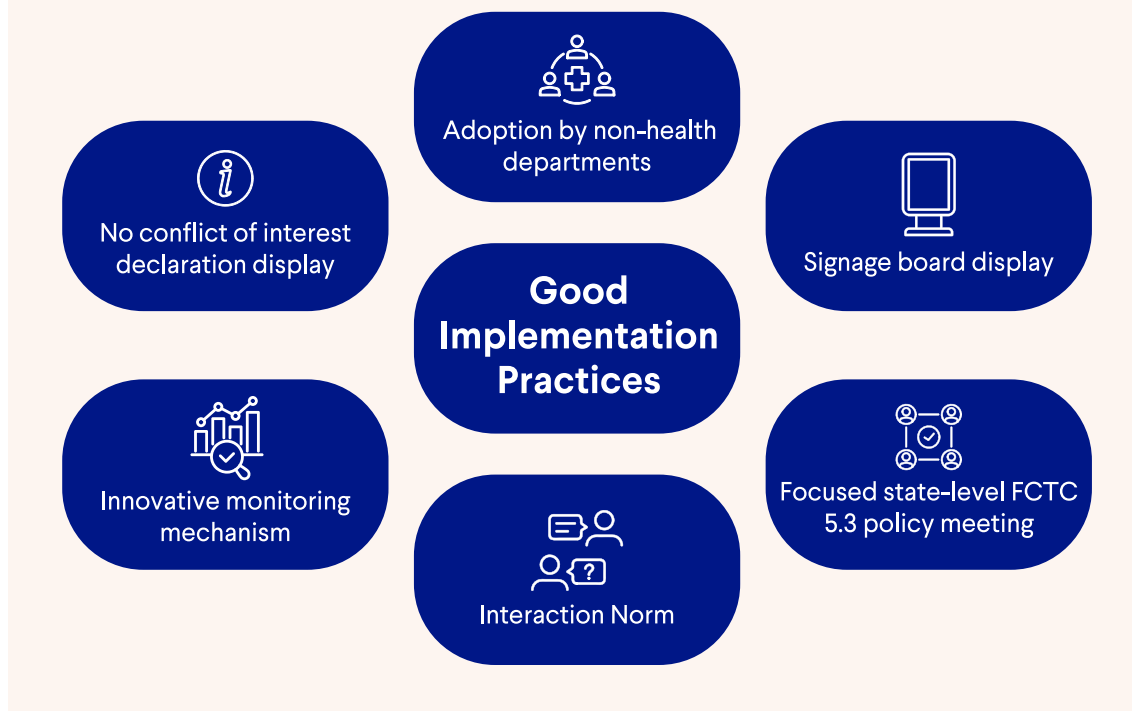 Adoption by non-health
departments
No conflict of interest
declaration display
Signage board display
Good
Implementation
Practices
Innovative monitoring
mechanism
Focused state-level FCTC
5.3 policy meeting
?
Interaction Norm